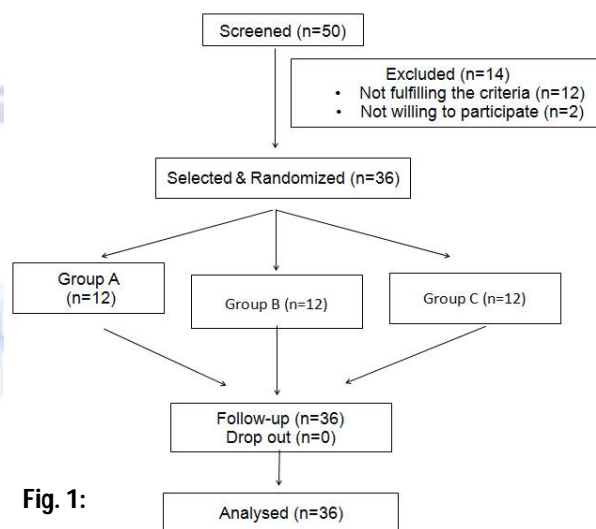 Screened (n=50)
Excluded (n=14)
• Not fulfilling the criteria (n=12)
• Not willing to participate (n=2)
Selected & Randomized (n=36)
Group A
(n=12)
Group B (n=12)
Group C (n=12)
Follow-up (n=36)
Drop out (n=0)
Analysed (n=36)
Fig. 1: